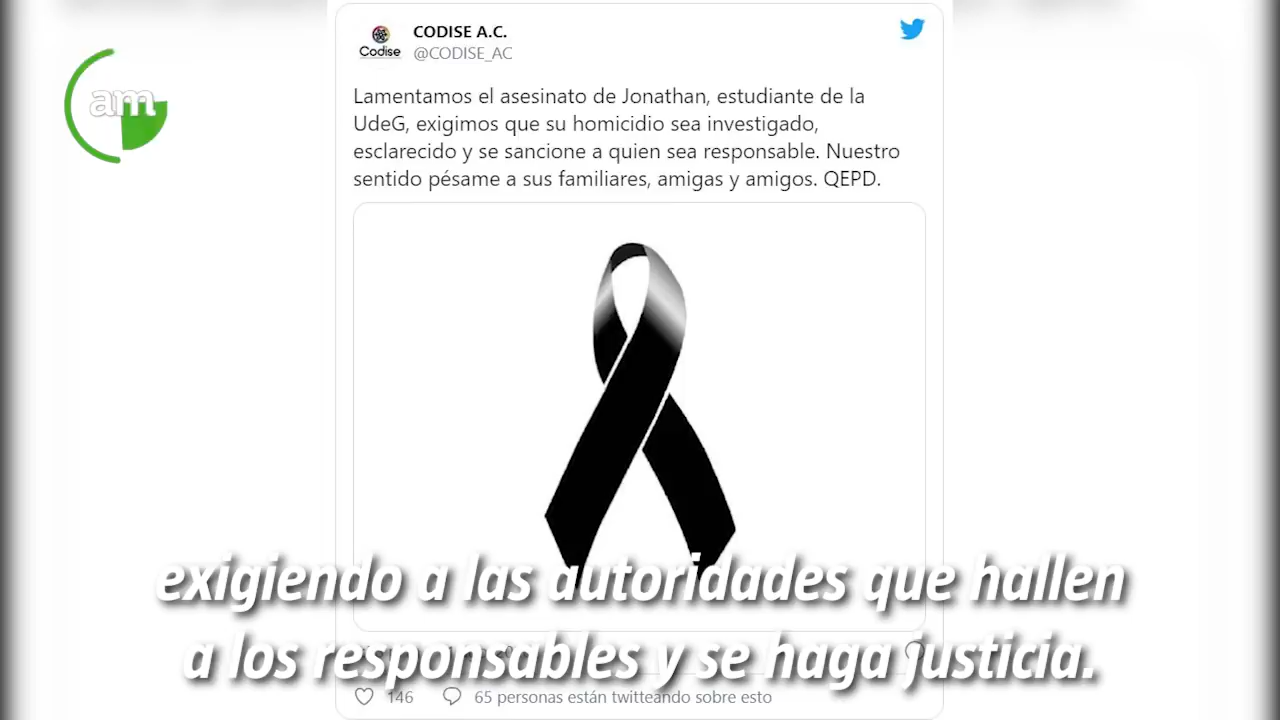 CODISE A.C.
Codise
@CODISE_AC
am
Lamentamos el asesinato de Jonathan, estudiante de la
UdeG, exigimos que su homicidio sea investigado,
esclarecido y se sancione a quien sea responsable. Nuestro
sentido pésame a sus familiares, amigas y amigos. QEPD.
exigiendo a las autoridades que hallen
a los responsables y se haga justicia.
146
65 personas están twitteando sobre esto